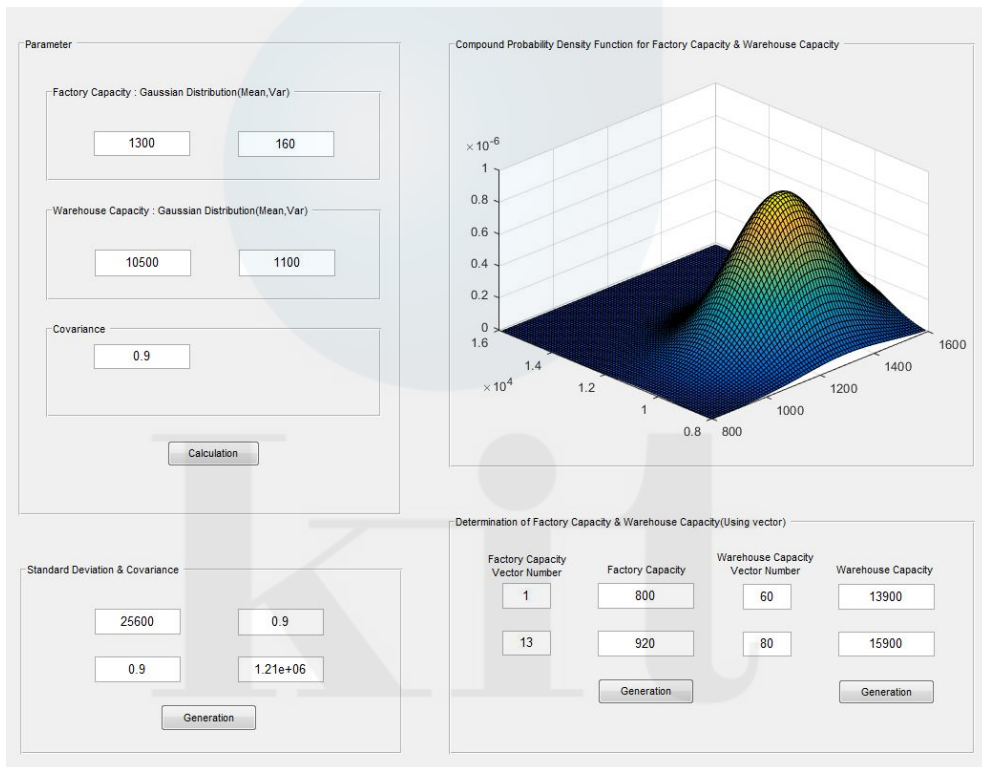 Parameter
Factory Capacity : Gaussian Distribution(Mean,Var)
1300 160
Warehouse Capacity : Gaussian Distribution(Mean,Var)
10500 1100
Covariance
0.9
Calculation
Compound Probability Density Function for Factory Capacity & Warehouse Capacity
×10-6
1
0.8
0.6
0.4
0.2
0
1.6
1.4
1.2
1
0.8
×10⁴
800
1000
1200
1400
1600
Standard Deviation & Covariance
25600 0.9
0.9 1.21e+06
Generation
Determination of Factory Capacity & Warehouse Capacity(Using vector)
Factory Capacity
Vector Number
Factory Capacity
Warehouse Capacity
Vector Number
Warehouse Capacity
1 800 60 13900
13 920 80 15900
Generation Generation
kit